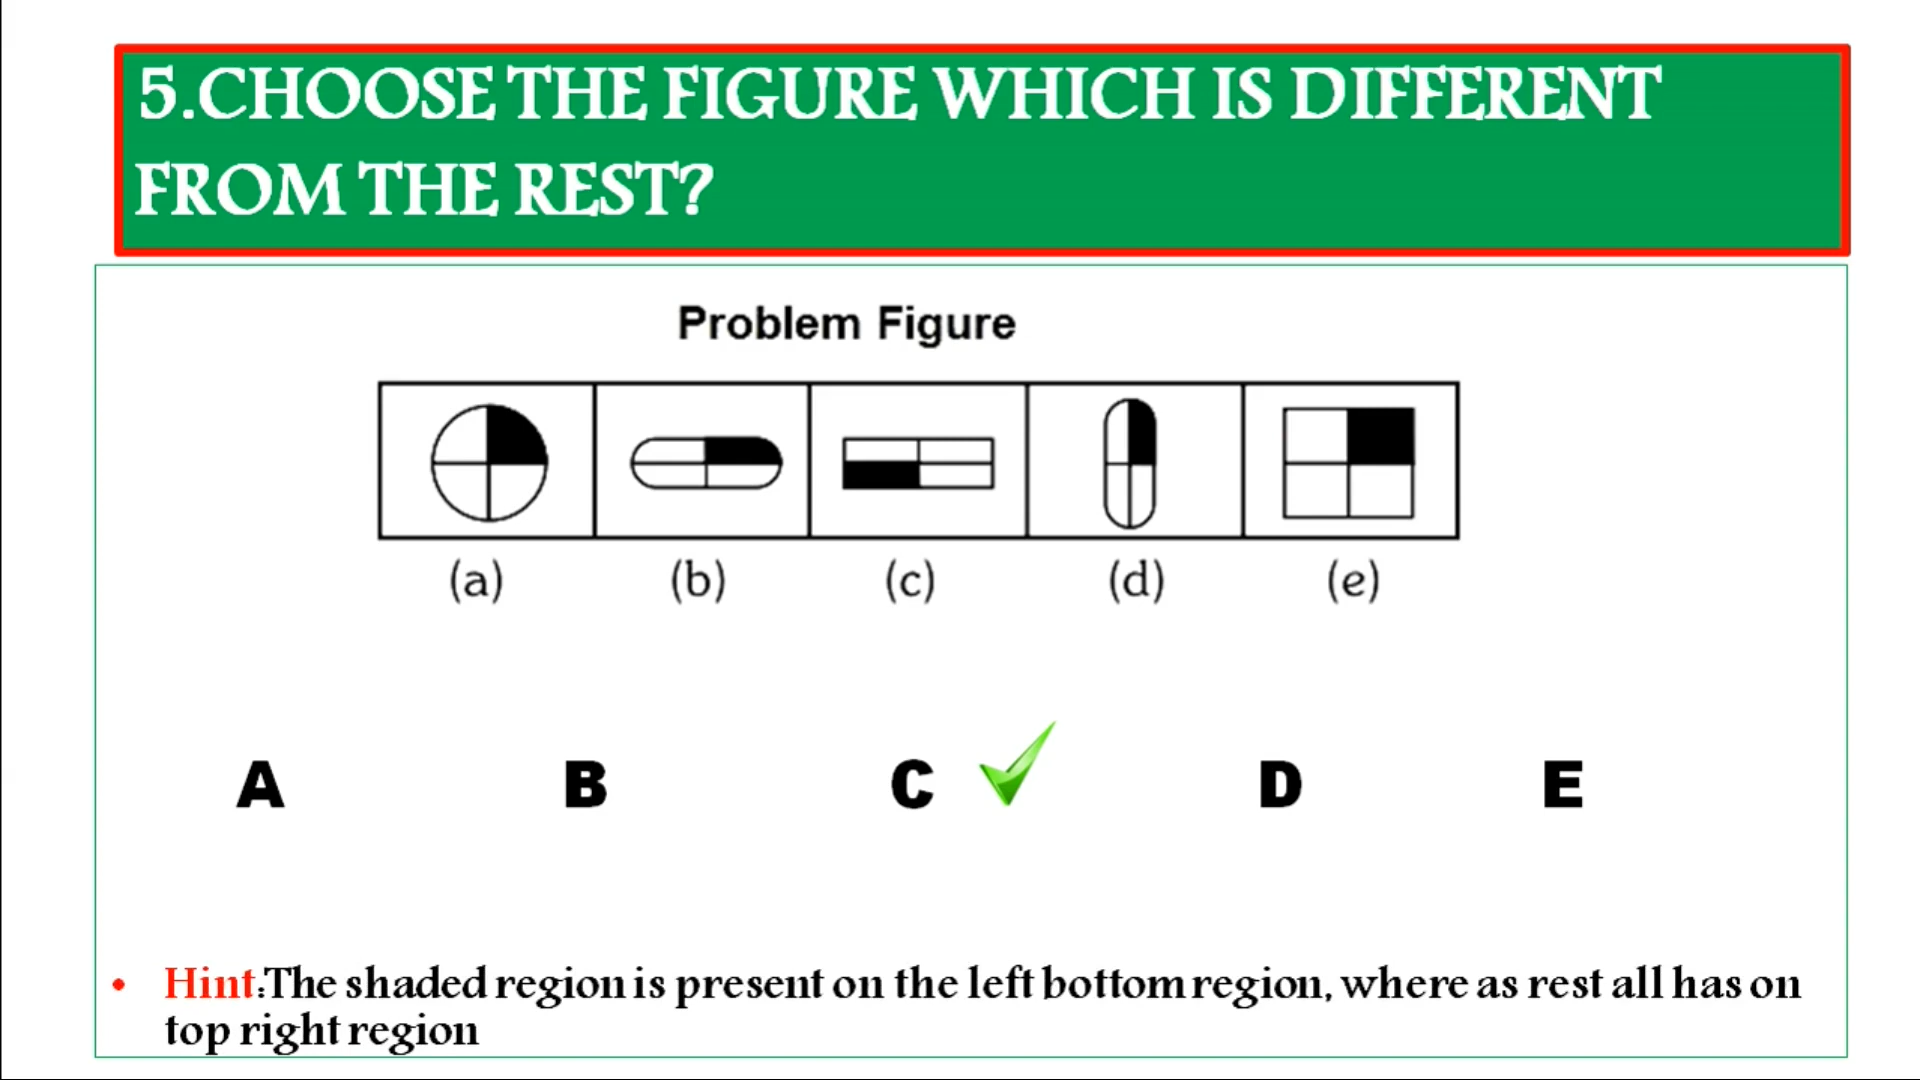 5.CHOOSE THE FIGURE WHICH IS DIFFERENT
FROM THE REST?
Problem Figure
(a) (b) (c) (d) (e)
A B C D E
• Hint:The shaded region is present on the left bottom region, where as rest all has on
top right region